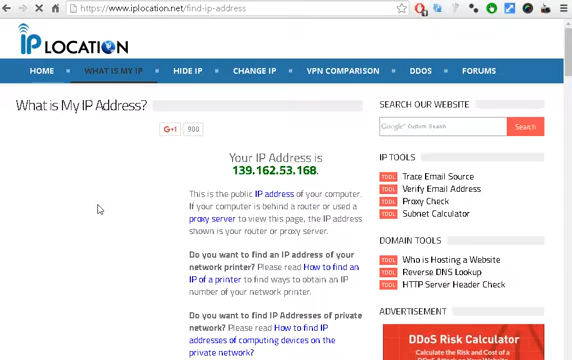 https://www.iplocation.net/find-ip-address
IP LOCATION
HOME WHAT IS MY IP HIDE IP CHANGE IP VPN COMPARISON DDOS FORUMS
What is My IP Address?
G+1 900
Your IP Address is
139.162.53.168.
This is the public IP address of your computer.
If your computer is behind a router or used a
proxy server to view this page, the IP address
shown is your router or proxy server.
Do you want to find an IP address of your
network printer? Please read How to find an
IP of a printer to find ways to obtain an IP
number of your network printer.
Do you want to find IP Addresses of private
network? Please read How to find IP
addresses of computing devices on the
private network?
SEARCH OUR WEBSITE
Google Custom Search Search
IP TOOLS
TOOL Trace Email Source
TOOL Verify Email Address
TOOL Proxy Check
TOOL Subnet Calculator
DOMAIN TOOLS
TOOL Who is Hosting a Website
TOOL Reverse DNS Lookup
TOOL HTTP Server Header Check
ADVERTISEMENT
DDoS Risk Calculator
Calculate the Risk and Cost of
a DDoS Attack to Your Website